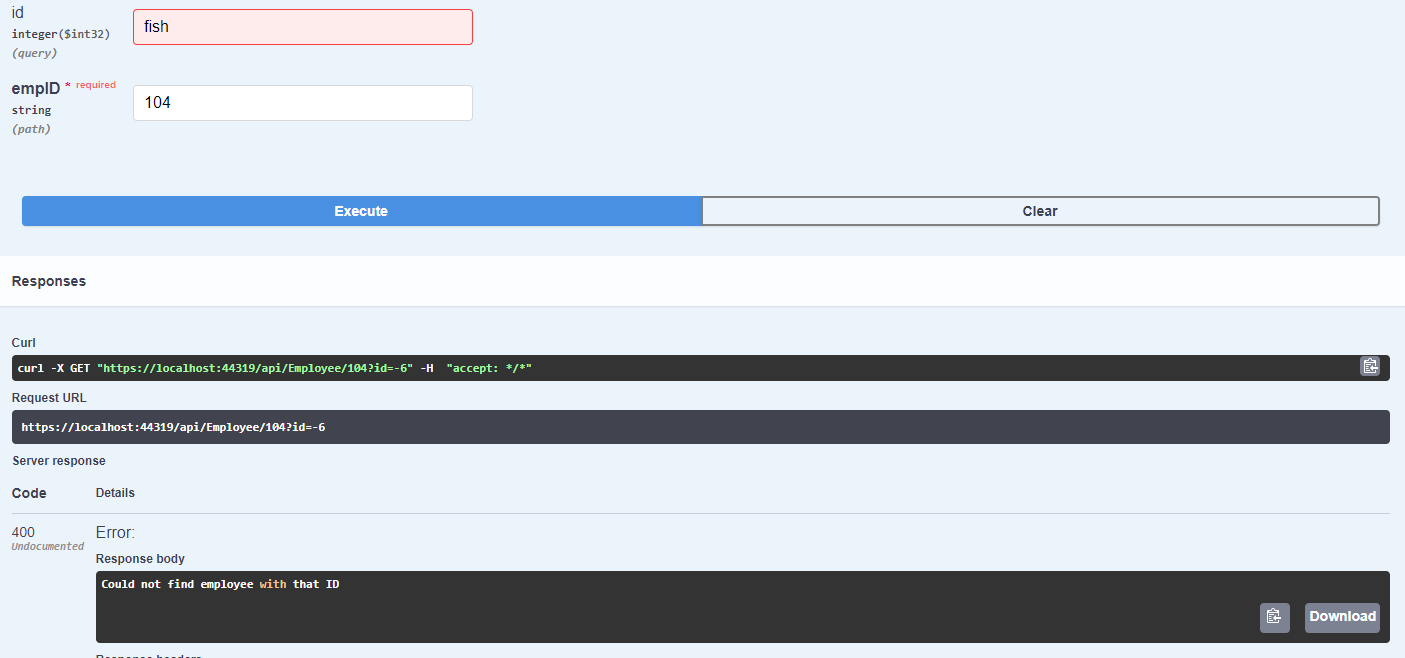 id
integer($int32)
(query)
fish
empID * required
string
(path)
104
Execute
Clear
Responses
Curl
curl -X GET "https://localhost:44319/api/Employee/104?id=-6" -H  "accept: */*"
Request URL
https://localhost:44319/api/Employee/104?id=-6
Server response
Code
Details
400
Undocumented
Error:
Response body
Could not find employee with that ID
Download
Response headers